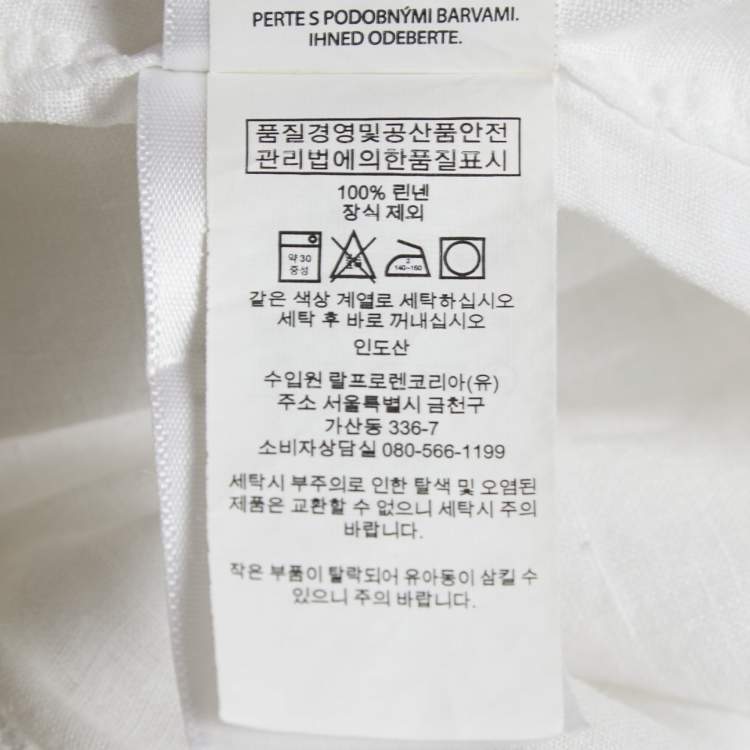 PERTE S PODOBNÝMI BARVAMI.
IHNED ODEBERTE.
품질경영및공산품안전
관리법에의한품질표시
100% 린넨
장식 제외
약 30
중성
2
140~160
같은 색상 계열로 세탁하십시오
세탁 후 바로 꺼내십시오
인도산
수입원 랄프로렌코리아(유)
주소 서울특별시 금천구
가산동 336-7
소비자상담실 080-566-1199
세탁시 부주의로 인한 탈색 및 오염된
제품은 교환할 수 없으니 세탁시 주의
바랍니다.
작은 부품이 탈락되어 유아동이 삼킬 수
있으니 주의 바랍니다.